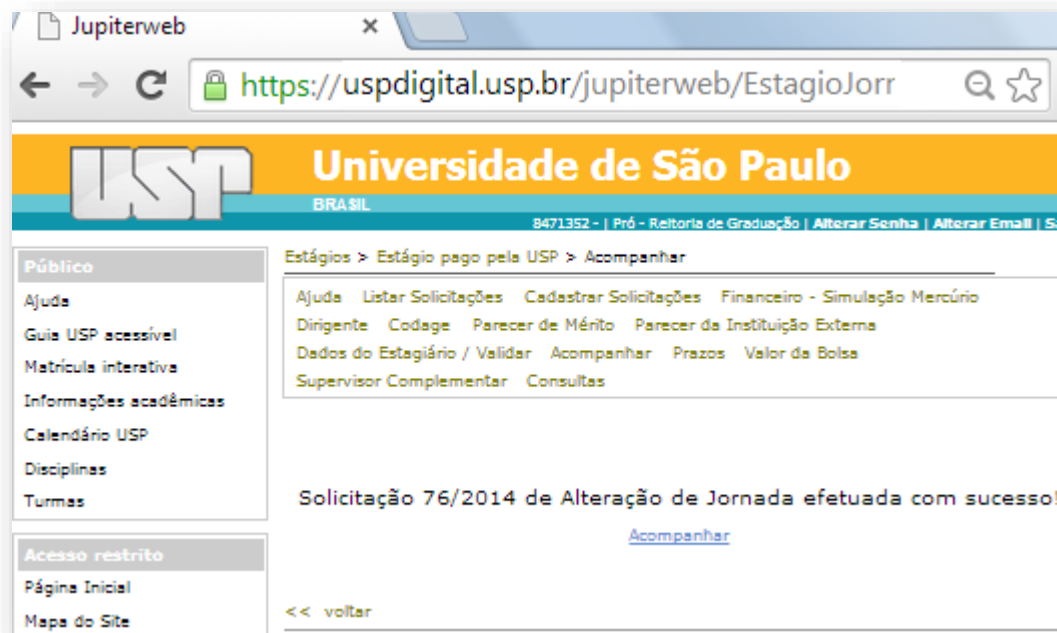 Jupiterweb
https://uspdigital.usp.br/jupiterweb/EstagioJorr
USP
Universidade de São Paulo
BRASIL
8471352 - | Pró - Reitoria de Graduação | Alterar Senha | Alterar Email | Sa
Público
Ajuda
Guia USP acessível
Matrícula interativa
Informações acadêmicas
Calendário USP
Disciplinas
Turmas
Acesso restrito
Página Inicial
Mapa do Site
Estágios > Estágio pago pela USP > Acompanhar
Ajuda Listar Solicitações Cadastrar Solicitações Financeiro - Simulação Mercúrio
Dirigente Codage Parecer de Mérito Parecer da Instituição Externa
Dados do Estagiário / Validar Acompanhar Prazos Valor da Bolsa
Supervisor Complementar Consultas
Solicitação 76/2014 de Alteração de Jornada efetuada com sucesso!
Acompanhar
<< voltar